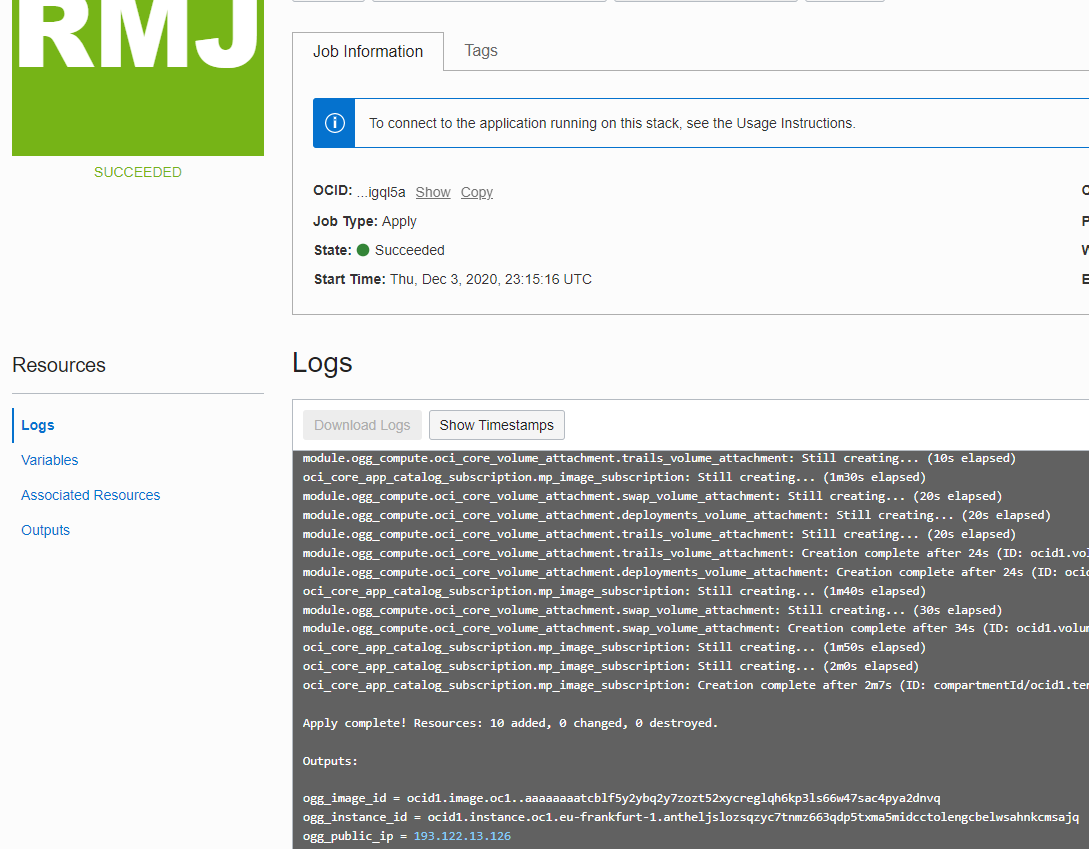 RMJ
SUCCEEDED
Job Information
Tags
To connect to the application running on this stack, see the Usage Instructions.
OCID: ...igql5a Show Copy
Job Type: Apply
State: Succeeded
Start Time: Thu, Dec 3, 2020, 23:15:16 UTC
Resources
Logs
Variables
Associated Resources
Outputs
Logs
Download Logs
Show Timestamps
module.ogg_compute.oci_core_volume_attachment.trails_volume_attachment: Still creating... (10s elapsed)
oci_core_app_catalog_subscription.mp_image_subscription: Still creating... (1m30s elapsed)
module.ogg_compute.oci_core_volume_attachment.swap_volume_attachment: Still creating... (20s elapsed)
module.ogg_compute.oci_core_volume_attachment.deployments_volume_attachment: Still creating... (20s elapsed)
module.ogg_compute.oci_core_volume_attachment.trails_volume_attachment: Still creating... (20s elapsed)
module.ogg_compute.oci_core_volume_attachment.trails_volume_attachment: Creation complete after 24s (ID: ocid1.vol
module.ogg_compute.oci_core_volume_attachment.deployments_volume_attachment: Creation complete after 24s (ID: ocid
oci_core_app_catalog_subscription.mp_image_subscription: Still creating... (1m40s elapsed)
module.ogg_compute.oci_core_volume_attachment.swap_volume_attachment: Still creating... (30s elapsed)
module.ogg_compute.oci_core_volume_attachment.swap_volume_attachment: Creation complete after 34s (ID: ocid1.volum
oci_core_app_catalog_subscription.mp_image_subscription: Still creating... (1m50s elapsed)
oci_core_app_catalog_subscription.mp_image_subscription: Still creating... (2m0s elapsed)
oci_core_app_catalog_subscription.mp_image_subscription: Creation complete after 2m7s (ID: compartmentId/ocid1.ten
Apply complete! Resources: 10 added, 0 changed, 0 destroyed.
Outputs:
ogg_image_id = ocid1.image.oc1..aaaaaaaatcblf5y2ybq2y7zozt52xycreglqh6kp3ls66w47sac4pya2dnvq
ogg_instance_id = ocid1.instance.oc1.eu-frankfurt-1.antheljslozsqzyc7tnmz663qdp5txma5midcctolengcbelwsahnkcmsajq
ogg_public_ip = 193.122.13.126